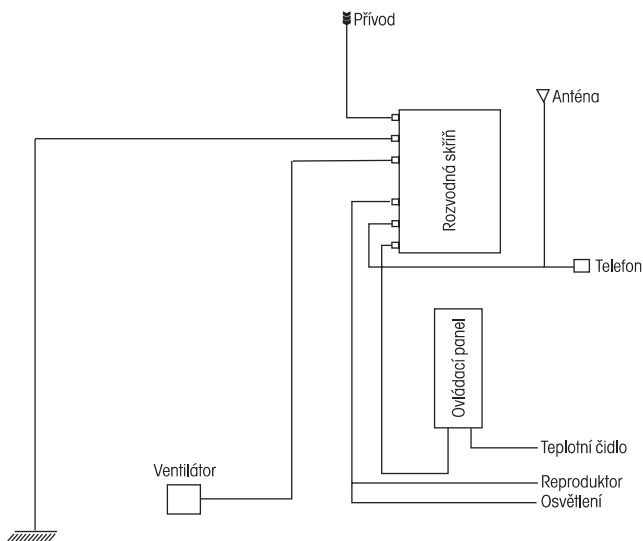 Přívod
Anténa
Rozvodná skříň
Telefon
Ovládací panel
Teplotní čidlo
Ventilátor
Reproduktor
Osvětlení